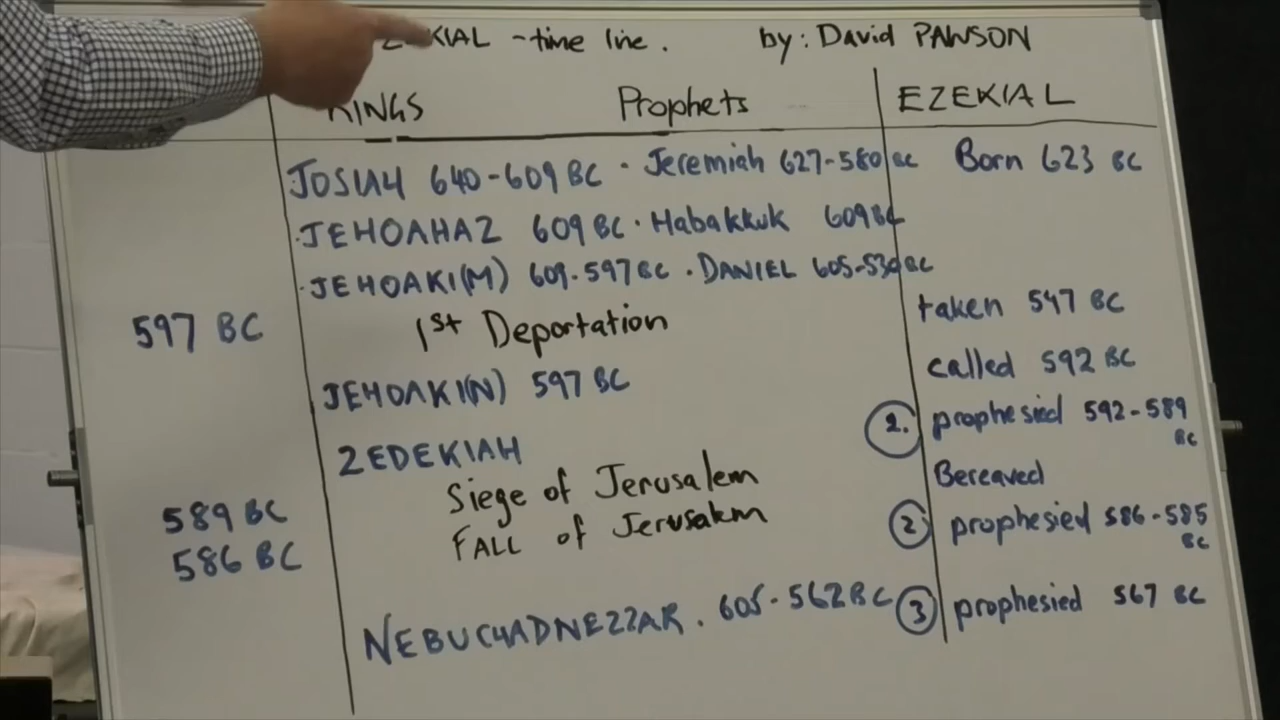 EKIAL - time line. by: David PAWSON
KINGS Prophets EZEKIAL
JOSIAH 640-609 BC · Jeremiah 627-580 BC Born 623 BC
· JEHOAHAZ 609 BC · Habakkuk 609 BC
· JEHOAKI(M) 609-597 BC · DANIEL 605-530 BC
597 BC 1st Deportation taken 547 BC
JEHOAKI(N) 597 BC called 592 BC
2. prophesied 592-589 BC
ZEDEKIAH Bereaved
589 BC Siege of Jerusalem
586 BC FALL of Jerusalem 2 prophesied 586-585 BC
NEBUCHADNEZZAR. 605-562 BC 3 prophesied 567 BC